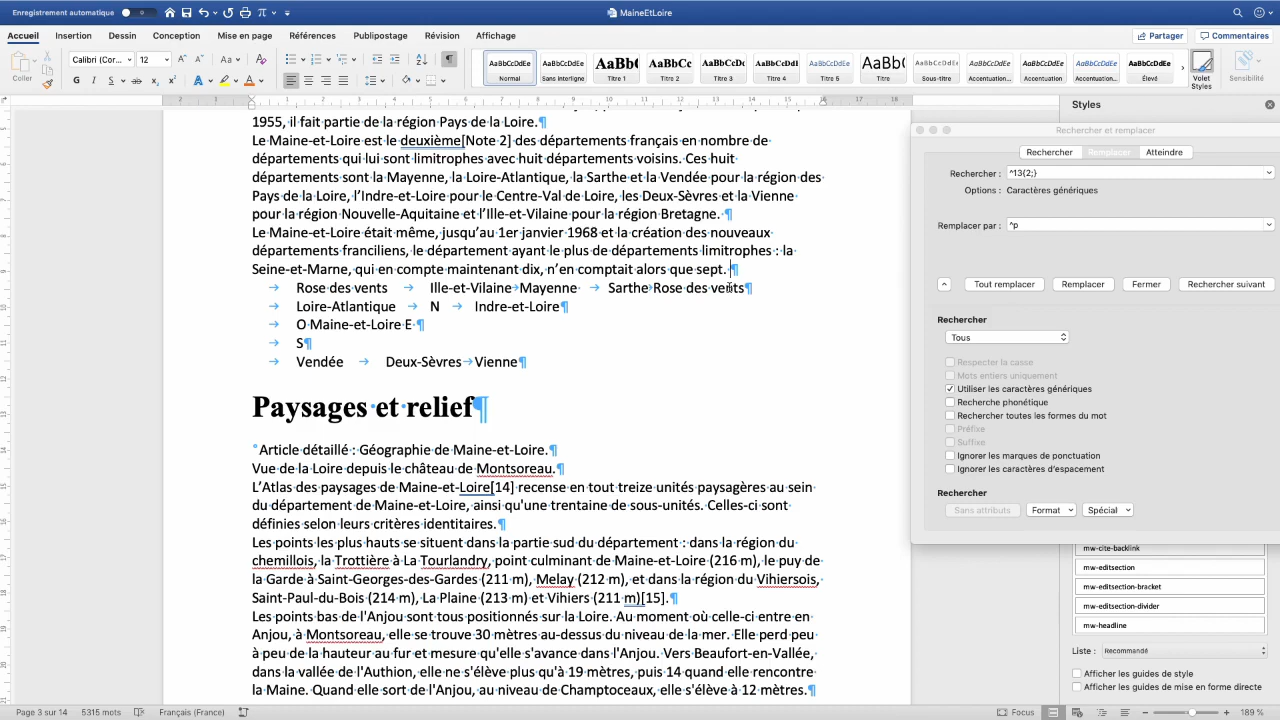 Enregistrement automatique
MaineEtLoire
Accueil Insertion Dessin Conception Mise en page Références Publipostage Révision Affichage
Partager Commentaires
Coller
Calibri (Cor... 12
AaBbCcDdEe AaBbCcDdEe AaBbC AaBbCc AaBbCcDc AaBbCcDdI AaBbCcDdEe AaBbC AaBbCcDdEe AaBbCcDdEe AaBbCcDdEe AaBbCcDdEe AaBbCcDdEe
Normal Sans interligne Titre 1 Titre 2 Titre 3 Titre 4 Titre 5 Titre Sous-titre Accentuation... Accentuation Accentuation... Élevé
Volet Styles
Sensibilité
2 1 1 2 3 4 5 6 7 8 9 10 11 12 13 14 15 16 17 18
1955, il fait partie de la région Pays de la Loire.¶
Le Maine-et-Loire est le deuxième[Note 2] des départements français en nombre de
départements qui lui sont limitrophes avec huit départements voisins. Ces huit
départements sont la Mayenne, la Loire-Atlantique, la Sarthe et la Vendée pour la région des
Pays de la Loire, l’Indre-et-Loire pour le Centre-Val de Loire, les Deux-Sèvres et la Vienne
pour la région Nouvelle-Aquitaine et l’Ille-et-Vilaine pour la région Bretagne. ¶
Le Maine-et-Loire était même, jusqu’au 1er janvier 1968 et la création des nouveaux
départements franciliens, le département ayant le plus de départements limitrophes : la
Seine-et-Marne, qui en compte maintenant dix, n’en comptait alors que sept. ¶
→ Rose des vents → Ille-et-Vilaine→Mayenne → Sarthe→Rose des vents¶
→ Loire-Atlantique → N → Indre-et-Loire¶
→ O Maine-et-Loire E ¶
→ S¶
→ Vendée → Deux-Sèvres→Vienne¶
Paysages et relief¶
°Article détaillé : Géographie de Maine-et-Loire.¶
Vue de la Loire depuis le château de Montsoreau.¶
L’Atlas des paysages de Maine-et-Loire[14] recense en tout treize unités paysagères au sein
du département de Maine-et-Loire, ainsi qu'une trentaine de sous-unités. Celles-ci sont
définies selon leurs critères identitaires.¶
Les points les plus hauts se situent dans la partie sud du département : dans la région du
chemillois, la Trottière à La Tourlandry, point culminant de Maine-et-Loire (216 m), le puy de
la Garde à Saint-Georges-des-Gardes (211 m), Melay (212 m), et dans la région du Vihiersois,
Saint-Paul-du-Bois (214 m), La Plaine (213 m) et Vihiers (211 m)[15].¶
Les points bas de l'Anjou sont tous positionnés sur la Loire. Au moment où celle-ci entre en
Anjou, à Montsoreau, elle se trouve 30 mètres au-dessus du niveau de la mer. Elle perd peu
à peu de la hauteur au fur et mesure qu'elle s'avance dans l'Anjou. Vers Beaufort-en-Vallée,
dans la vallée de l'Authion, elle ne s'élève plus qu'à 19 mètres, puis 14 quand elle rencontre
la Maine. Quand elle sort de l'Anjou, au niveau de Champtoceaux, elle s'élève à 12 mètres.¶
Styles
Rechercher et remplacer
Rechercher Remplacer Atteindre
Rechercher : ^13{2;}
Options : Caractères génériques
Remplacer par : ^p
Tout remplacer Remplacer Fermer Rechercher suivant
Rechercher
Tous
Respecter la casse
Mots entiers uniquement
Utiliser les caractères génériques
Recherche phonétique
Rechercher toutes les formes du mot
Préfixe
Suffixe
Ignorer les marques de ponctuation
Ignorer les caractères d’espacement
Rechercher
Sans attributs Format Spécial
mw-cite-backlink
mw-editsection
mw-editsection-bracket
mw-editsection-divider
mw-headline
Liste : Recommandé
Afficher les guides de style
Afficher les guides de mise en forme directe
Page 3 sur 14 5315 mots Français (France) Focus 189 %